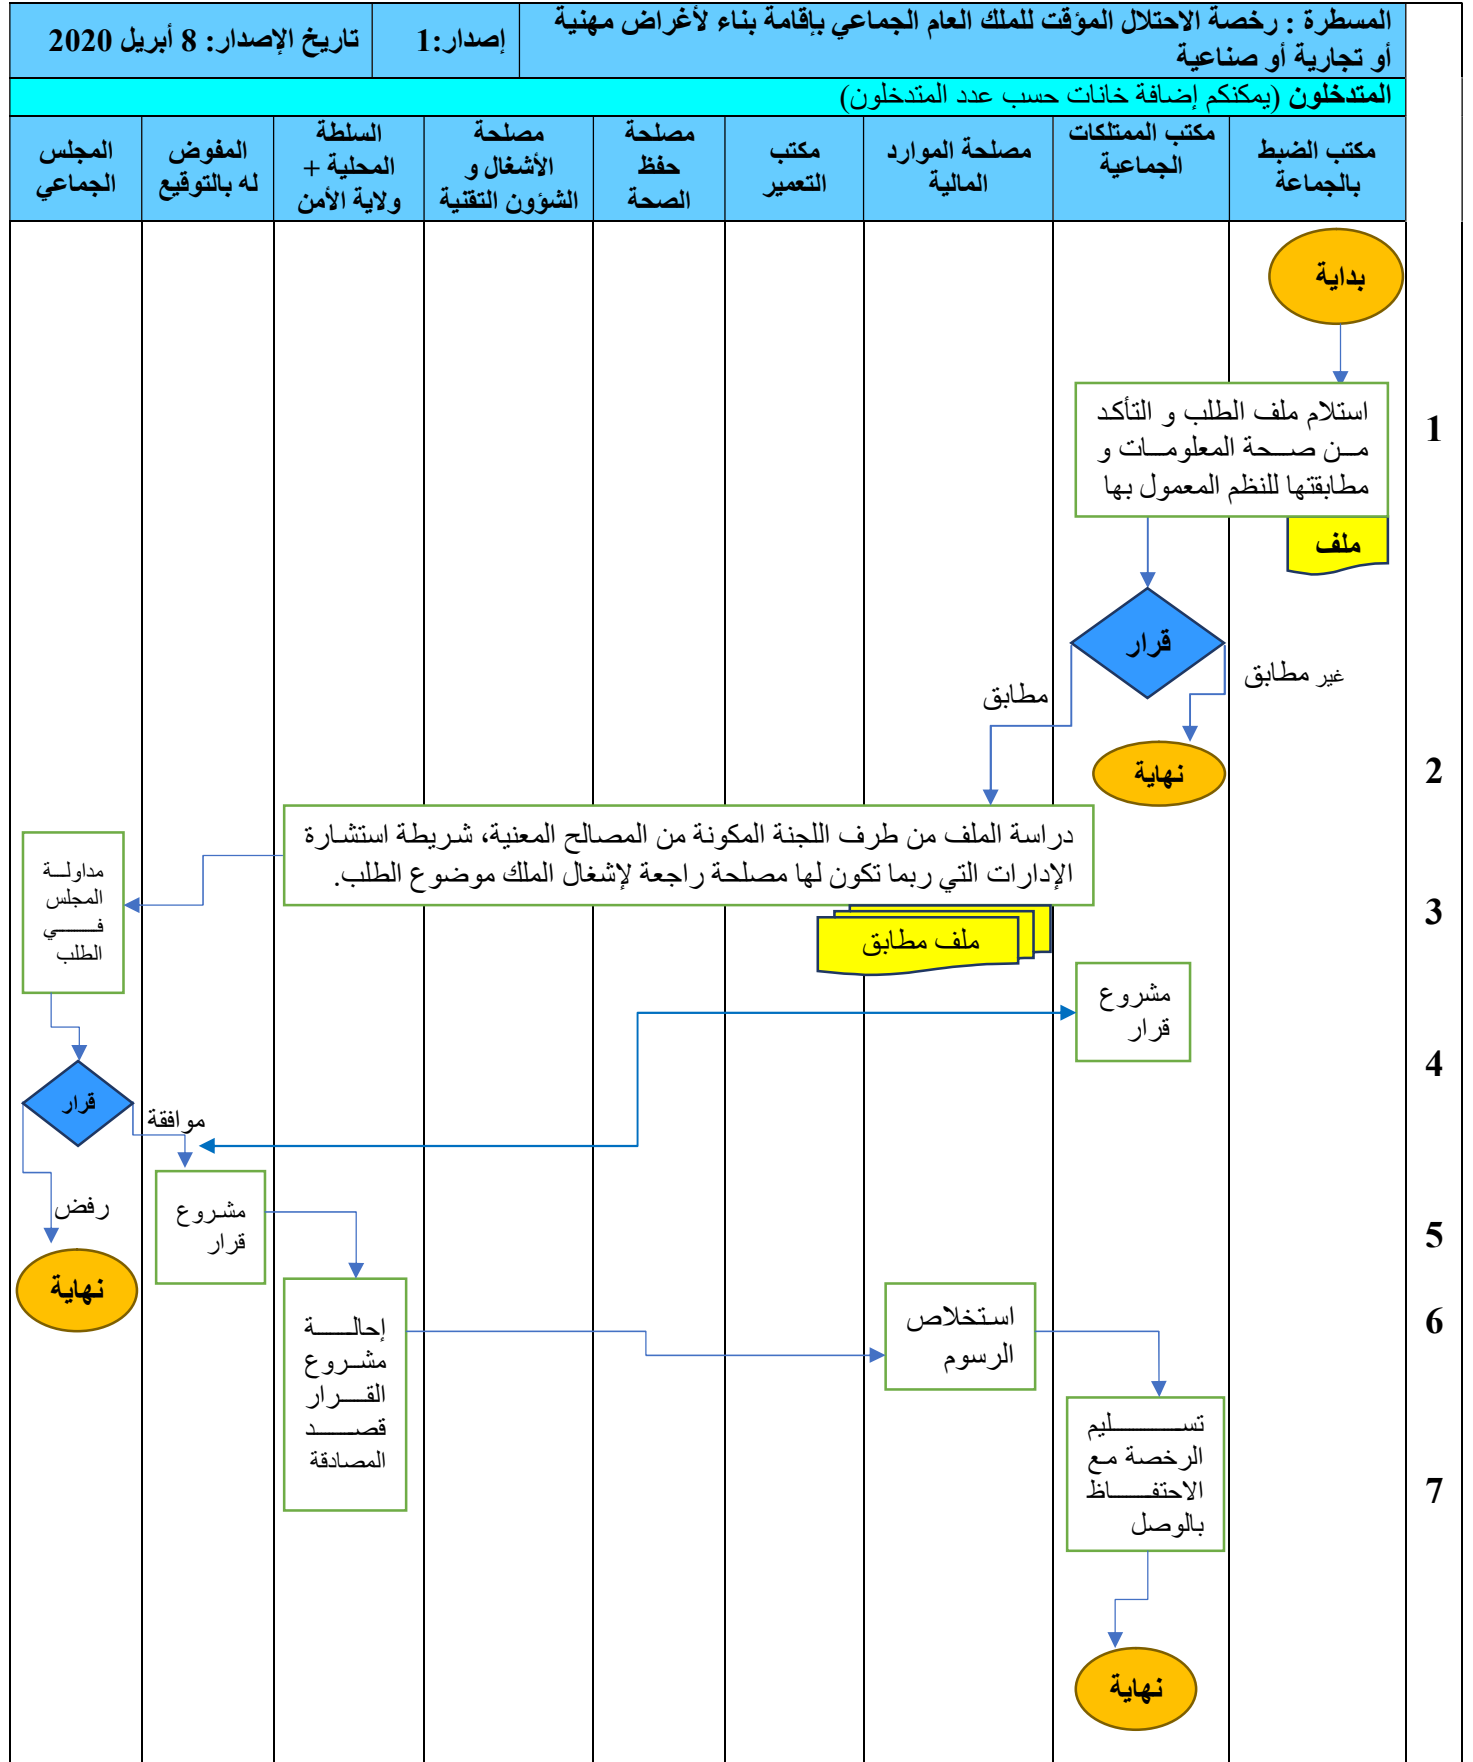 المسطرة : رخصة الاحتلال المؤقت للملك العام الجماعي بإقامة بناء لأغراض مهنية
أو تجارية أو صناعية
إصدار:1
تاريخ الإصدار: 8 أبريل 2020
المتدخلون (يمكنكم إضافة خانات حسب عدد المتدخلون)
مكتب الضبط
بالجماعة
مكتب الممتلكات
الجماعية
مصلحة الموارد
المالية
مكتب
التعمير
مصلحة
حفظ
الصحة
مصلحة
الأشغال و
الشؤون التقنية
السلطة
المحلية +
ولاية الأمن
المفوض
له بالتوقيع
المجلس
الجماعي
بداية
استلام ملف الطلب و التأكد
من صحة المعلومات و
مطابقتها للنظم المعمول بها
1
ملف
قرار
غير مطابق
مطابق
نهاية
2
دراسة الملف من طرف اللجنة المكونة من المصالح المعنية، شريطة استشارة
الإدارات التي ربما تكون لها مصلحة راجعة لإشغال الملك موضوع الطلب.
مداولة
المجلس
في
الطلب
3
ملف مطابق
مشروع
قرار
4
قرار
موافقة
رفض
مشروع
قرار
5
نهاية
إحالة
مشروع
القرار
قصد
المصادقة
استخلاص
الرسوم
6
تسليم
الرخصة مع
الاحتفاظ
بالوصل
7
نهاية